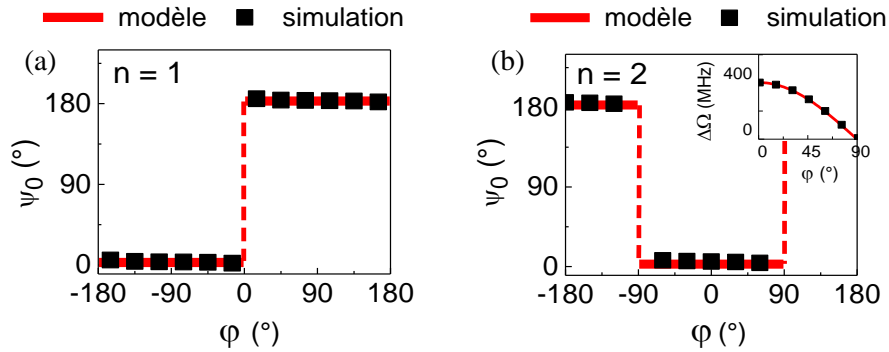 modèle simulation modèle simulation
(a) n = 1 (b) n = 2
ΔΩ (MHz) 400 0
0 45 90
φ (°)
ψ0 (°) 180 90 0
-180 -90 0 90 180
φ (°)
ψ0 (°) 180 90 0
-180 -90 0 90 180
φ (°)